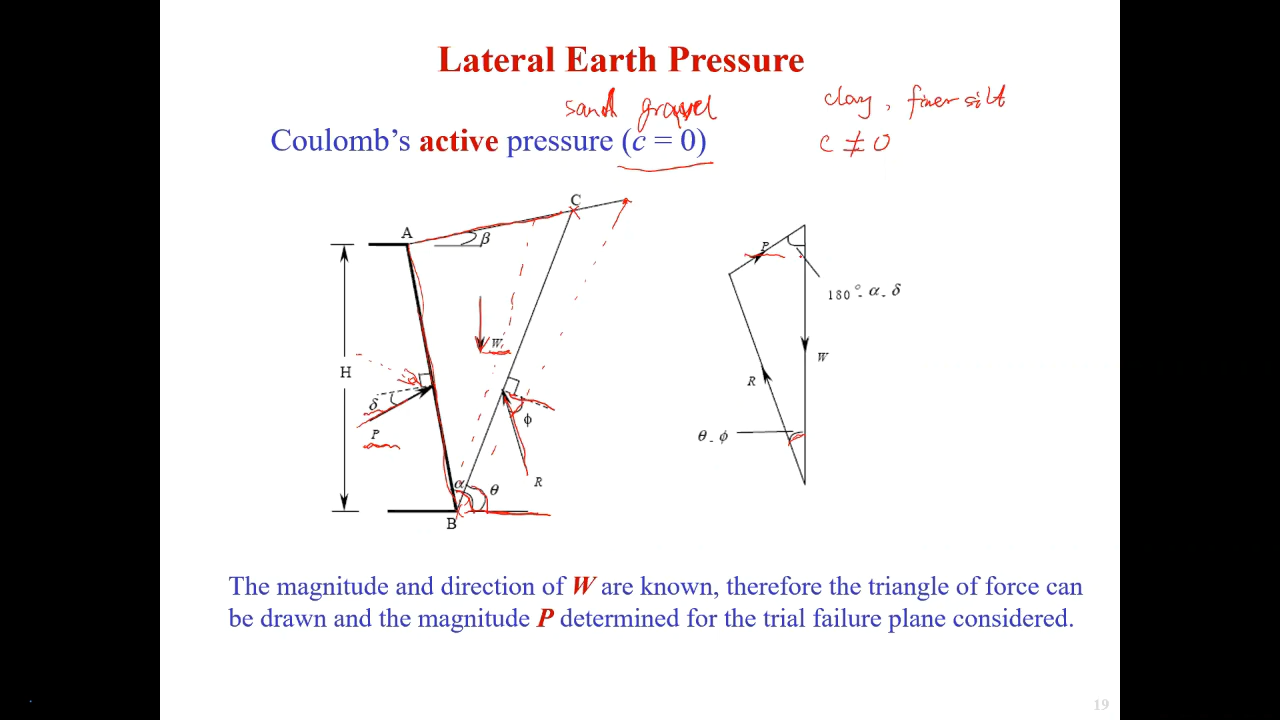 Lateral Earth Pressure
sand gravel
clay, finer silt
Coulomb's active pressure (c = 0)
c ≠ 0
C
A
β
P
180° - α - δ
W
W
H
R
δ
φ
P
θ - φ
R
α
θ
B
The magnitude and direction of W are known, therefore the triangle of force can
be drawn and the magnitude P determined for the trial failure plane considered.
19